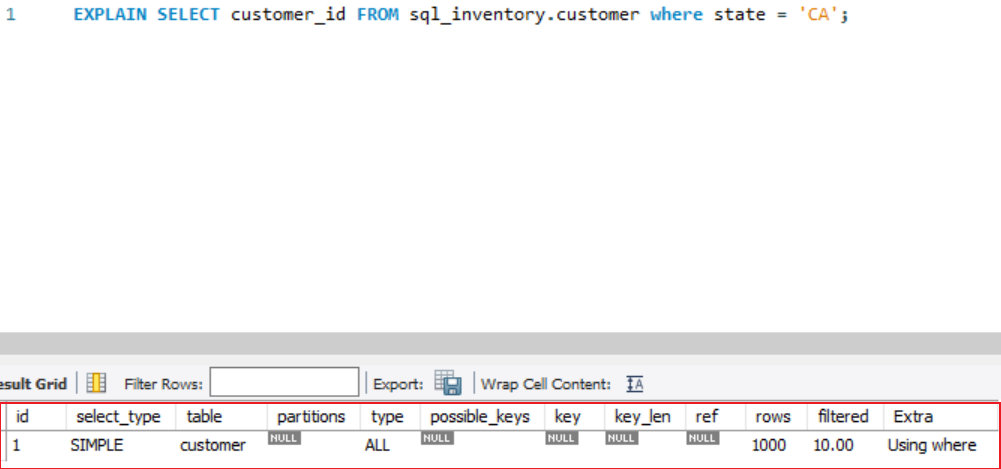 1 EXPLAIN SELECT customer_id FROM sql_inventory.customer where state = 'CA';
esult Grid Filter Rows: Export: Wrap Cell Content: IA
id select_type table partitions type possible_keys key key_len ref rows filtered Extra
1 SIMPLE customer NULL ALL NULL NULL NULL NULL 1000 10.00 Using where